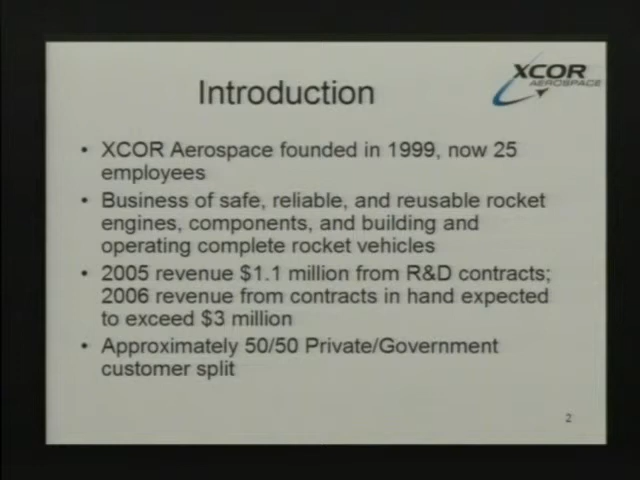 XCOR
AEROSPACE
Introduction
• XCOR Aerospace founded in 1999, now 25
employees
• Business of safe, reliable, and reusable rocket
engines, components, and building and
operating complete rocket vehicles
• 2005 revenue $1.1 million from R&D contracts;
2006 revenue from contracts in hand expected
to exceed $3 million
• Approximately 50/50 Private/Government
customer split
2